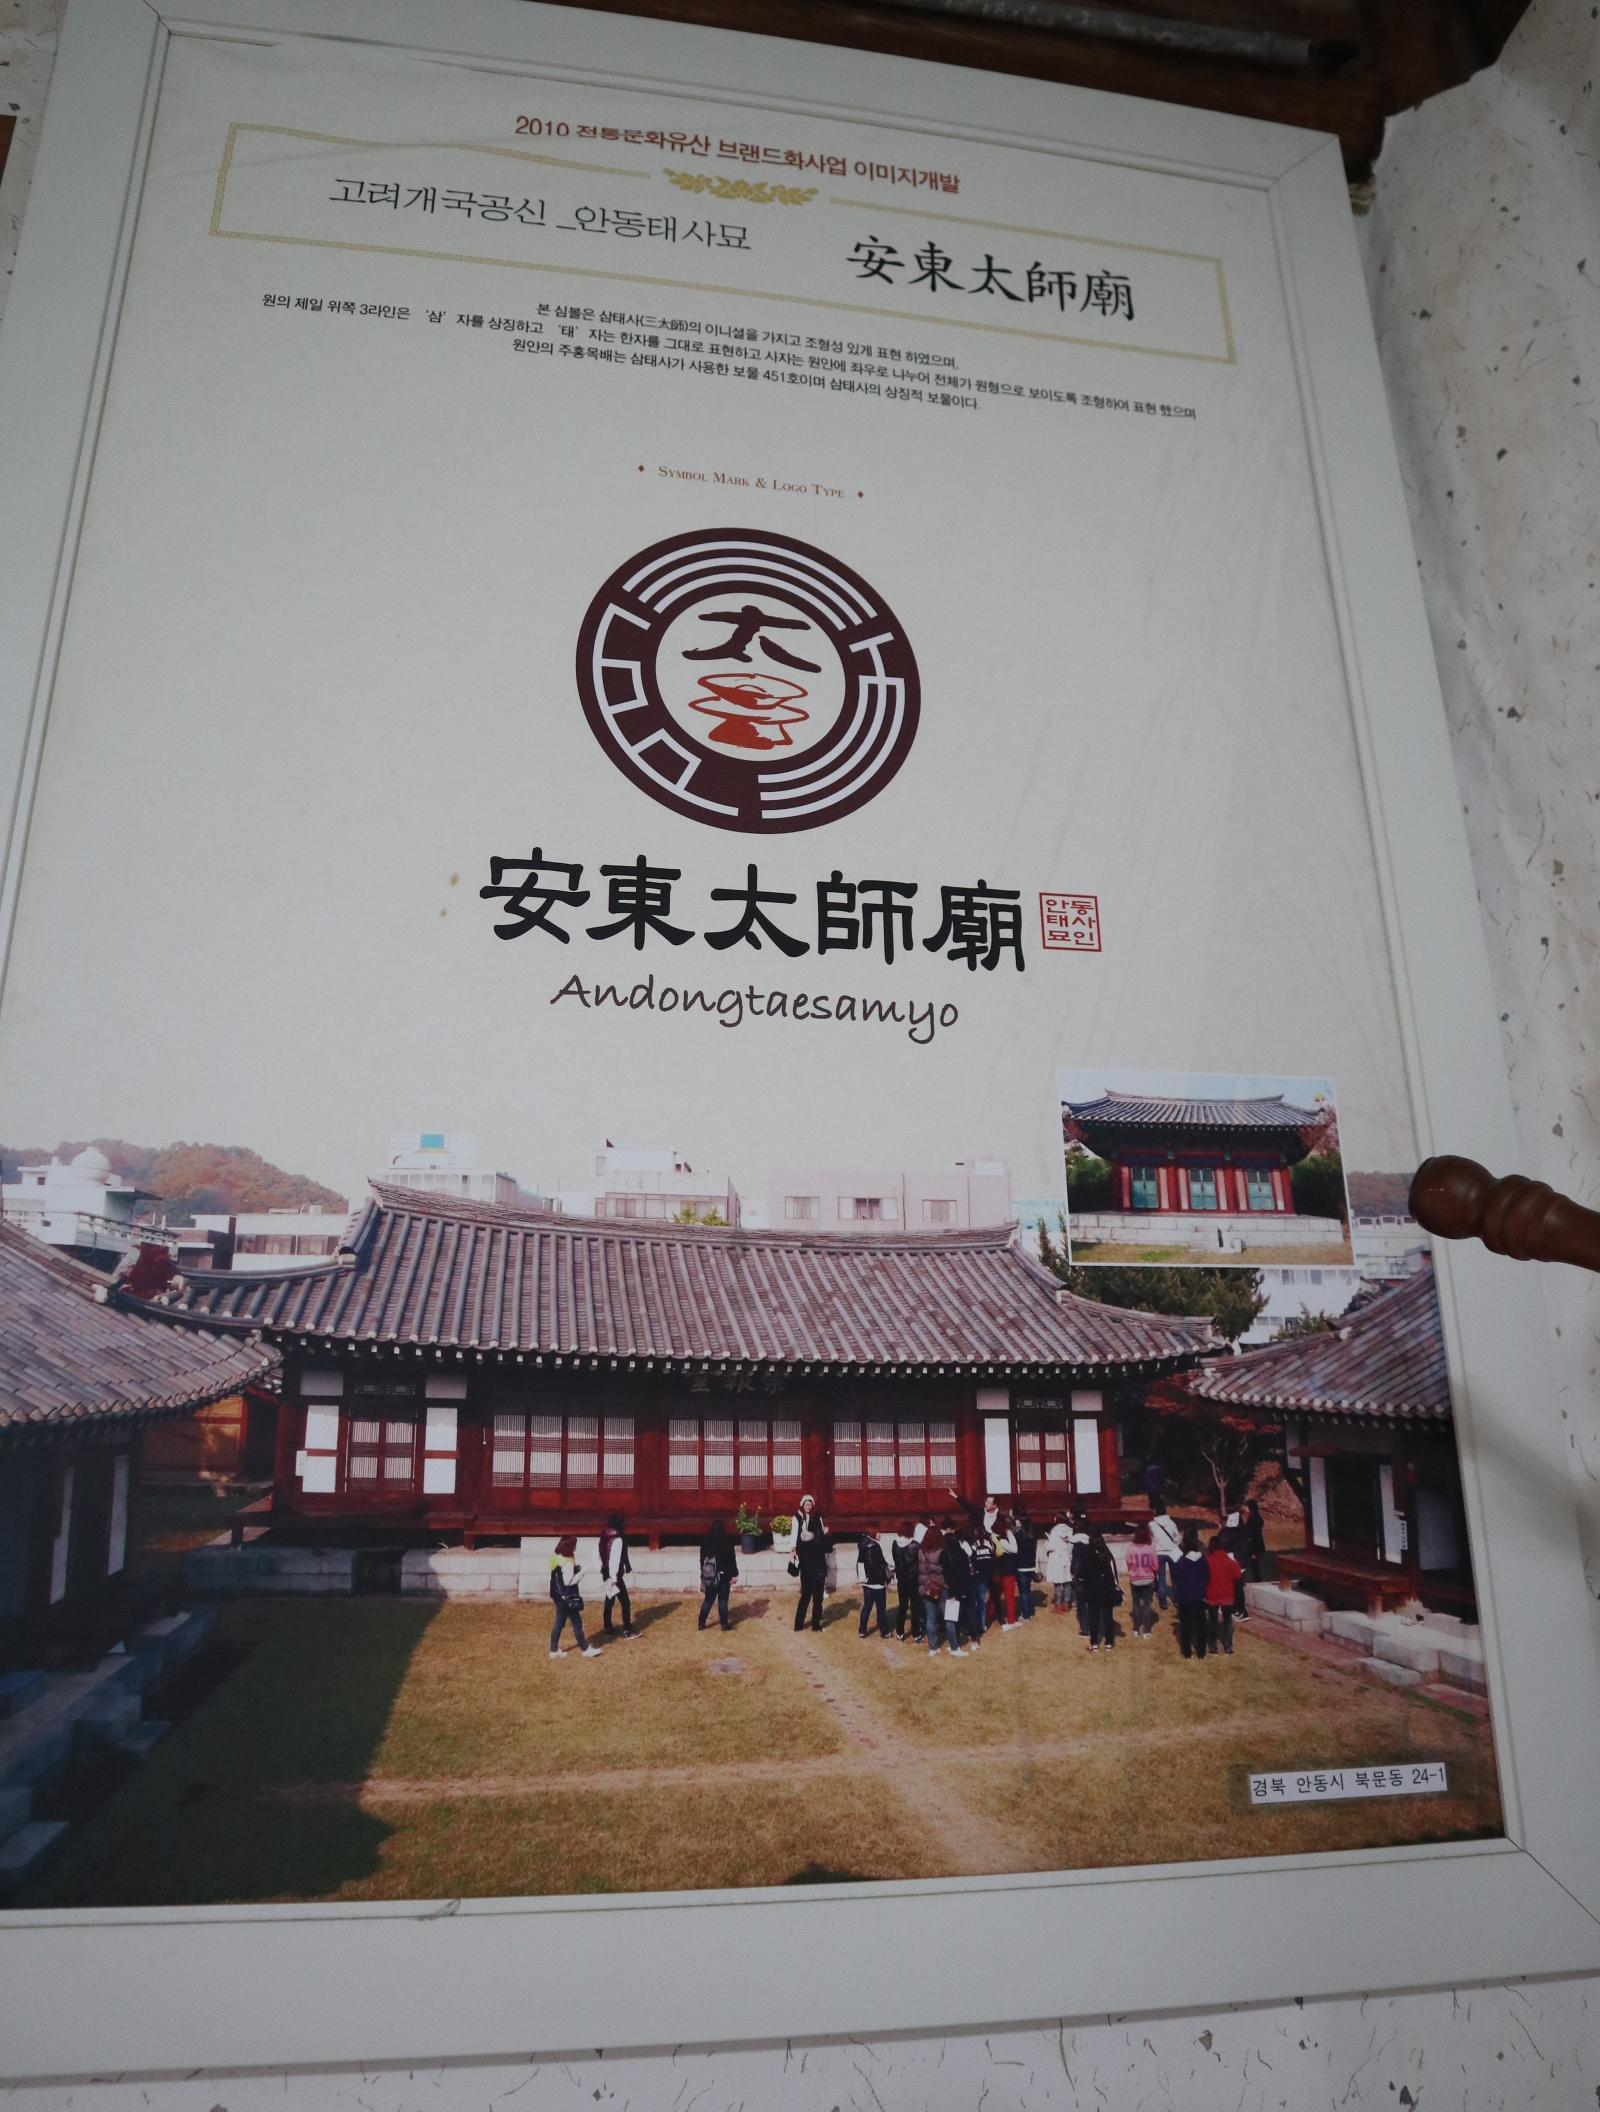 2010 전통문화유산 브랜드화사업 이미지개발
고려개국공신 _안동태사묘 安東太師廟
본 심볼은 삼태사(三太師)의 이니셜을 가지고 조형성 있게 표현 하였으며,
원의 제일 위쪽 3라인은 '삼' 자를 상징하고 '태' 자는 한자를 그대로 표현하고 사자는 원안에 좌우로 나누어 전체가 원형으로 보이도록 조형하여 표현 했으며
원안의 주홍목배는 삼태사가 사용한 보물 451호이며 삼태사의 상징적 보물이다.
SYMBOL MARK & LOGO TYPE
太
安東太師廟
안동
태사
묘인
Andongtaesamyo
경북 안동시 북문동 24-1